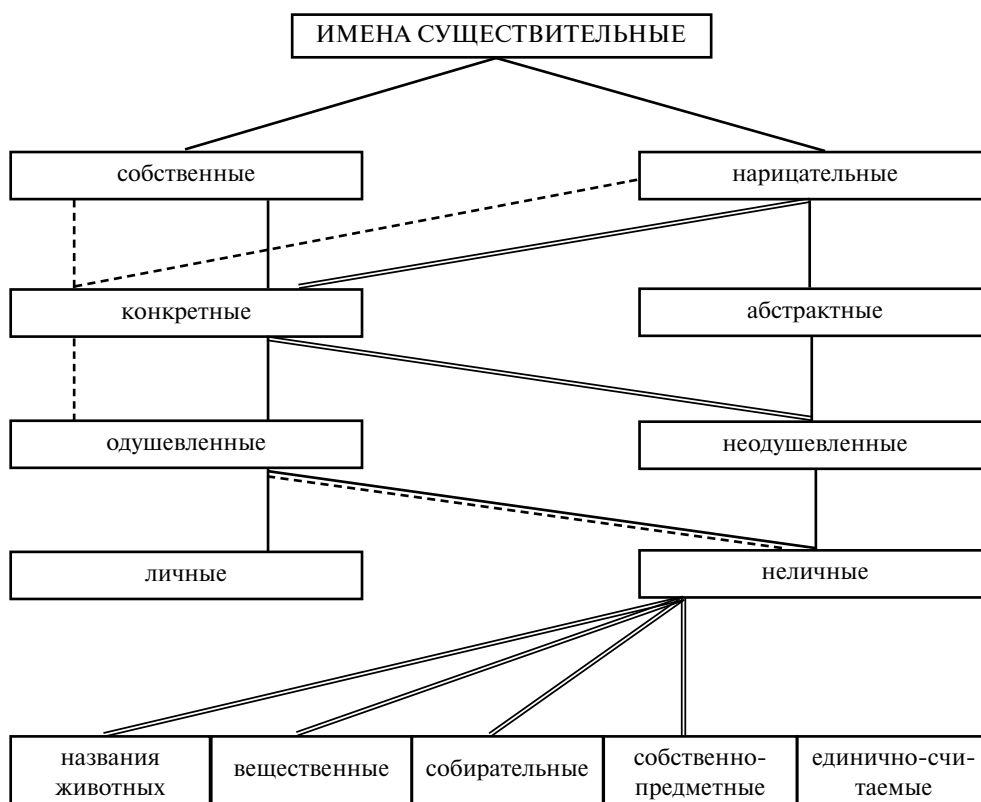 ИМЕНА СУЩЕСТВИТЕЛЬНЫЕ
собственные
нарицательные
конкретные
абстрактные
одушевленные
неодушевленные
личные
неличные
названия
животных
вещественные
собирательные
собственно-
предметные
единично-счи-
таемые